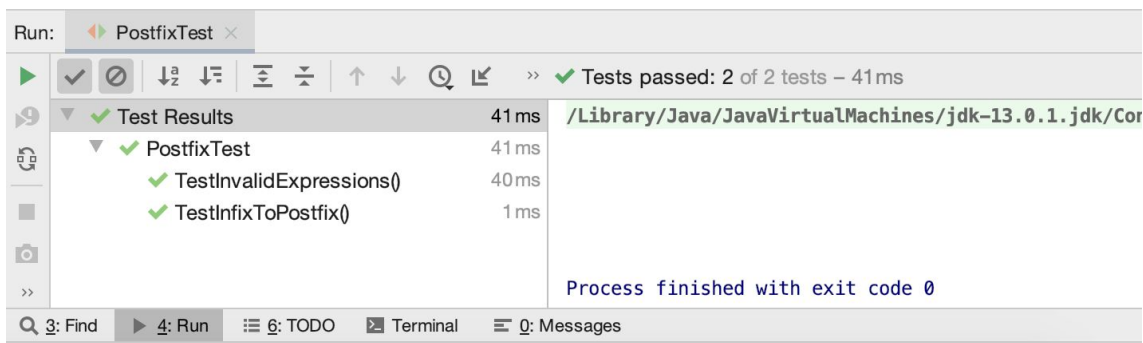 Run: PostfixTest
Tests passed: 2 of 2 tests – 41 ms
Test Results 41 ms
PostfixTest 41 ms
TestInvalidExpressions() 40 ms
TestInfixToPostfix() 1 ms
/Library/Java/JavaVirtualMachines/jdk-13.0.1.jdk/Con
Process finished with exit code 0
3: Find 4: Run 6: TODO Terminal 0: Messages